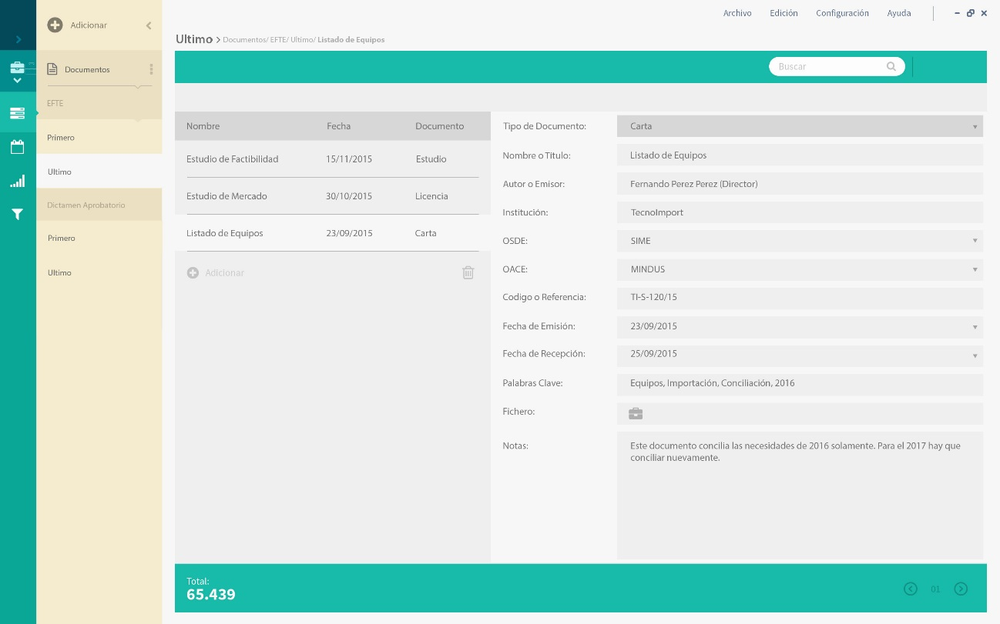 Archivo Edición Configuración Ayuda
Adicionar
Ultimo > Documentos/ EFTE/ Ultimo/ Listado de Equipos
Documentos
EFTE
Primero
Ultimo
Dictamen Aprobatorio
Primero
Ultimo
Buscar
Nombre Fecha Documento
Estudio de Factibilidad 15/11/2015 Estudio
Estudio de Mercado 30/10/2015 Licencia
Listado de Equipos 23/09/2015 Carta
Adicionar
Tipo de Documento: Carta
Nombre o Titulo: Listado de Equipos
Autor o Emisor: Fernando Perez Perez (Director)
Institución: TecnoImport
OSDE: SIME
OACE: MINDUS
Codigo o Referencia: TI-S-120/15
Fecha de Emisión: 23/09/2015
Fecha de Recepción: 25/09/2015
Palabras Clave: Equipos, Importación, Conciliación, 2016
Fichero:
Notas: Este documento concilia las necesidades de 2016 solamente. Para el 2017 hay que
conciliar nuevamente.
Total:
65.439
01